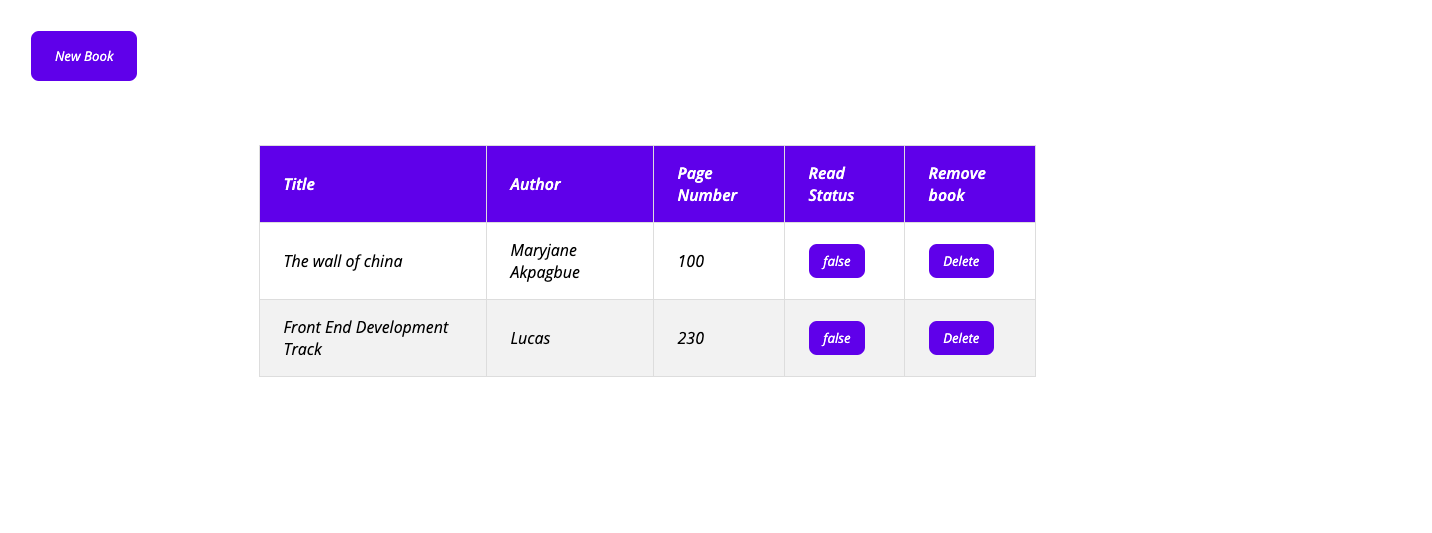 New Book
Title
Author
Page
Number
Read
Status
Remove
book
The wall of china
Maryjane
Akpagbue
100
false
Delete
Front End Development
Track
Lucas
230
false
Delete